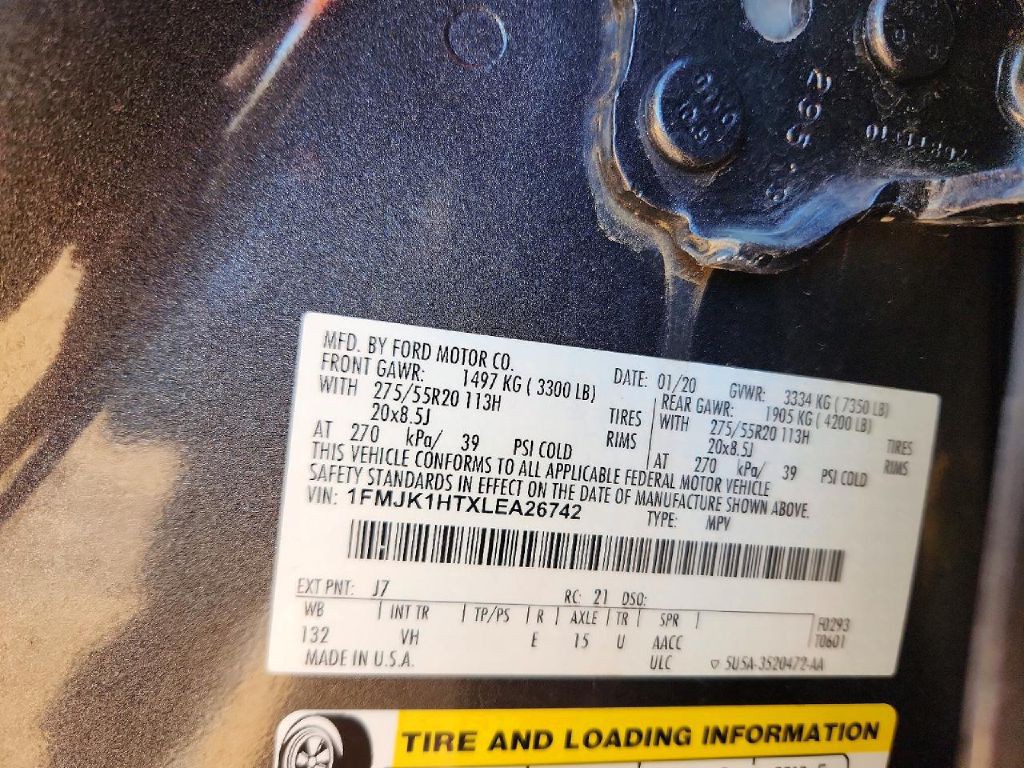 295
MFD. BY FORD MOTOR CO.
DATE: 01/20 GVWR: 3334 KG ( 7350 LB)
FRONT GAWR: 1497 KG ( 3300 LB) REAR GAWR: 1905 KG ( 4200 LB)
WITH 275/55R20 113H TIRES WITH 275/55R20 113H TIRES
20x8.5J RIMS 20x8.5J RIMS
AT 270 kPa/ 39 PSI COLD AT 270 kPa/ 39 PSI COLD
THIS VEHICLE CONFORMS TO ALL APPLICABLE FEDERAL MOTOR VEHICLE
SAFETY STANDARDS IN EFFECT ON THE DATE OF MANUFACTURE SHOWN ABOVE.
VIN: 1FMJK1HTXLEA26742 TYPE: MPV
EXT PNT: J7 RC: 21 DSO:
WB | INT TR | TP/PS | R | AXLE | TR | SPR |
F0293
132 VH E 15 U AACC T0601
MADE IN U.S.A. ULC 5U5A-3520472-AA
TIRE AND LOADING INFORMATION